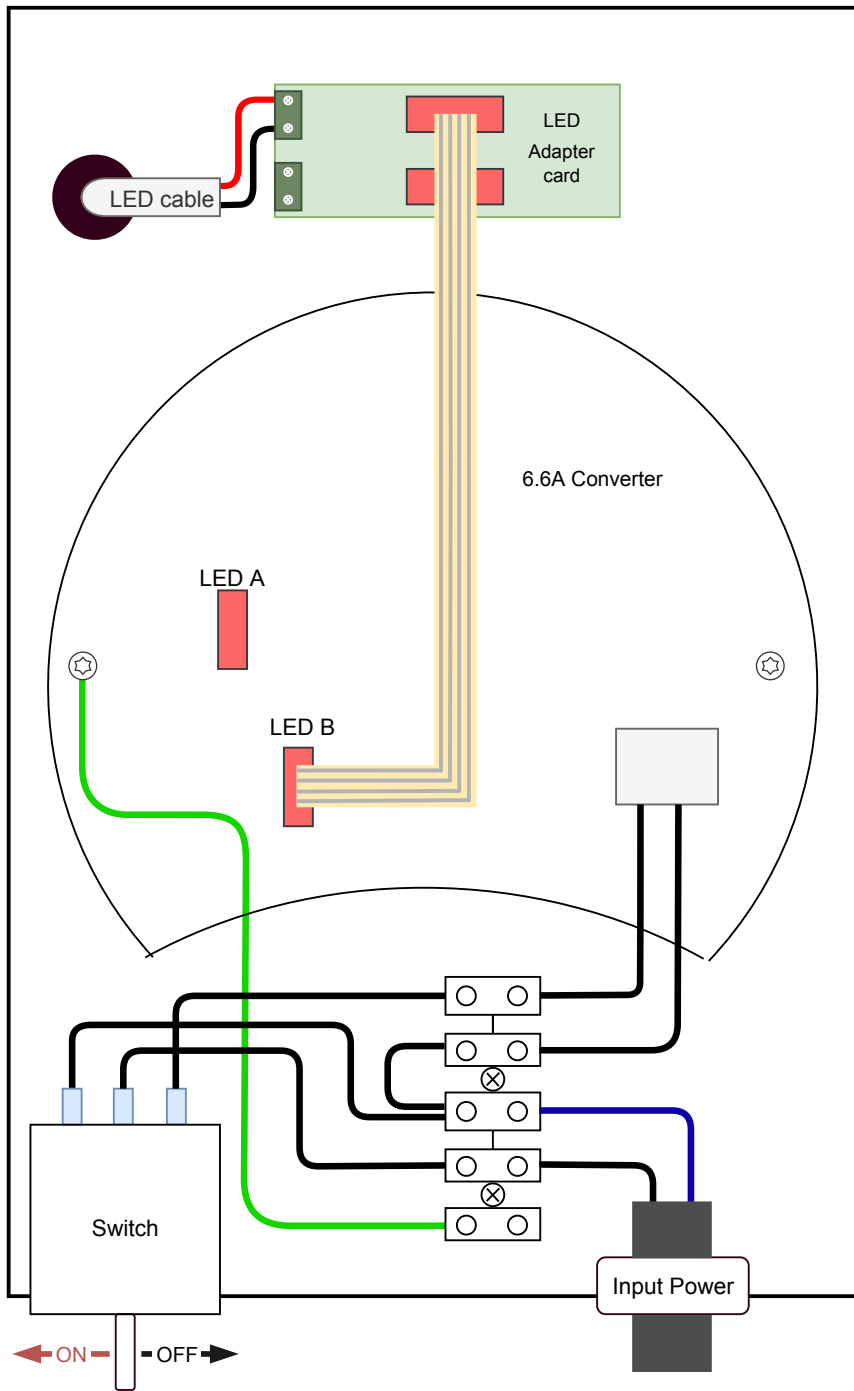 LED
Adapter
card
LED cable
6.6A Converter
LED A
LED B
Switch
Input Power
ON
OFF